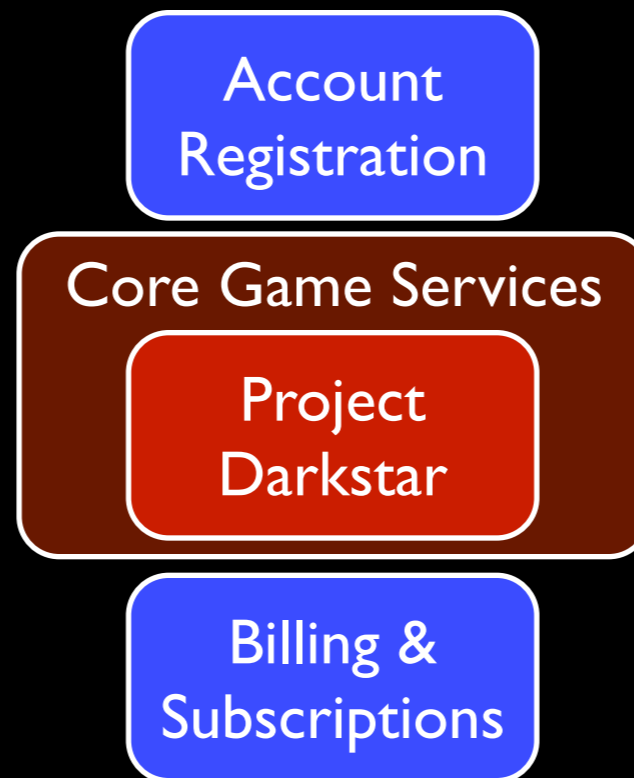 Account
Registration
Core Game Services
Project
Darkstar
Billing &
Subscriptions